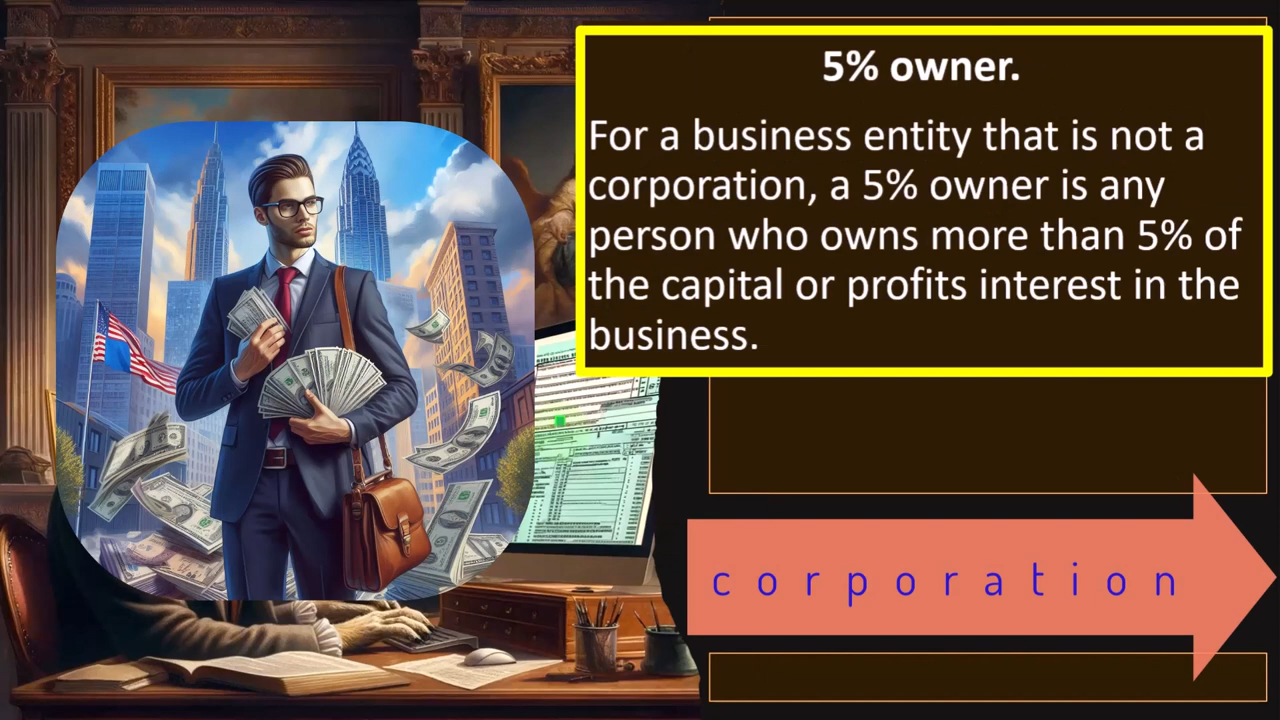 5% owner.
For a business entity that is not a
corporation, a 5% owner is any
person who owns more than 5% of
the capital or profits interest in the
business.
corporation